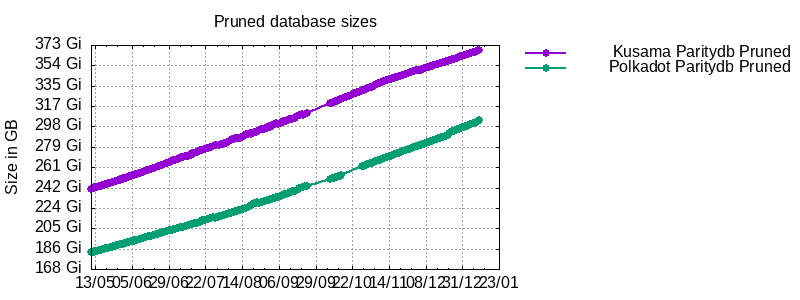 Pruned database sizes
Kusama Paritydb Pruned
Polkadot Paritydb Pruned
Size in GB
373 Gi
354 Gi
335 Gi
317 Gi
298 Gi
279 Gi
261 Gi
242 Gi
224 Gi
205 Gi
186 Gi
168 Gi
13/05 05/06 29/06 22/07 14/08 06/09 29/09 22/10 14/11 08/12 31/12 23/01